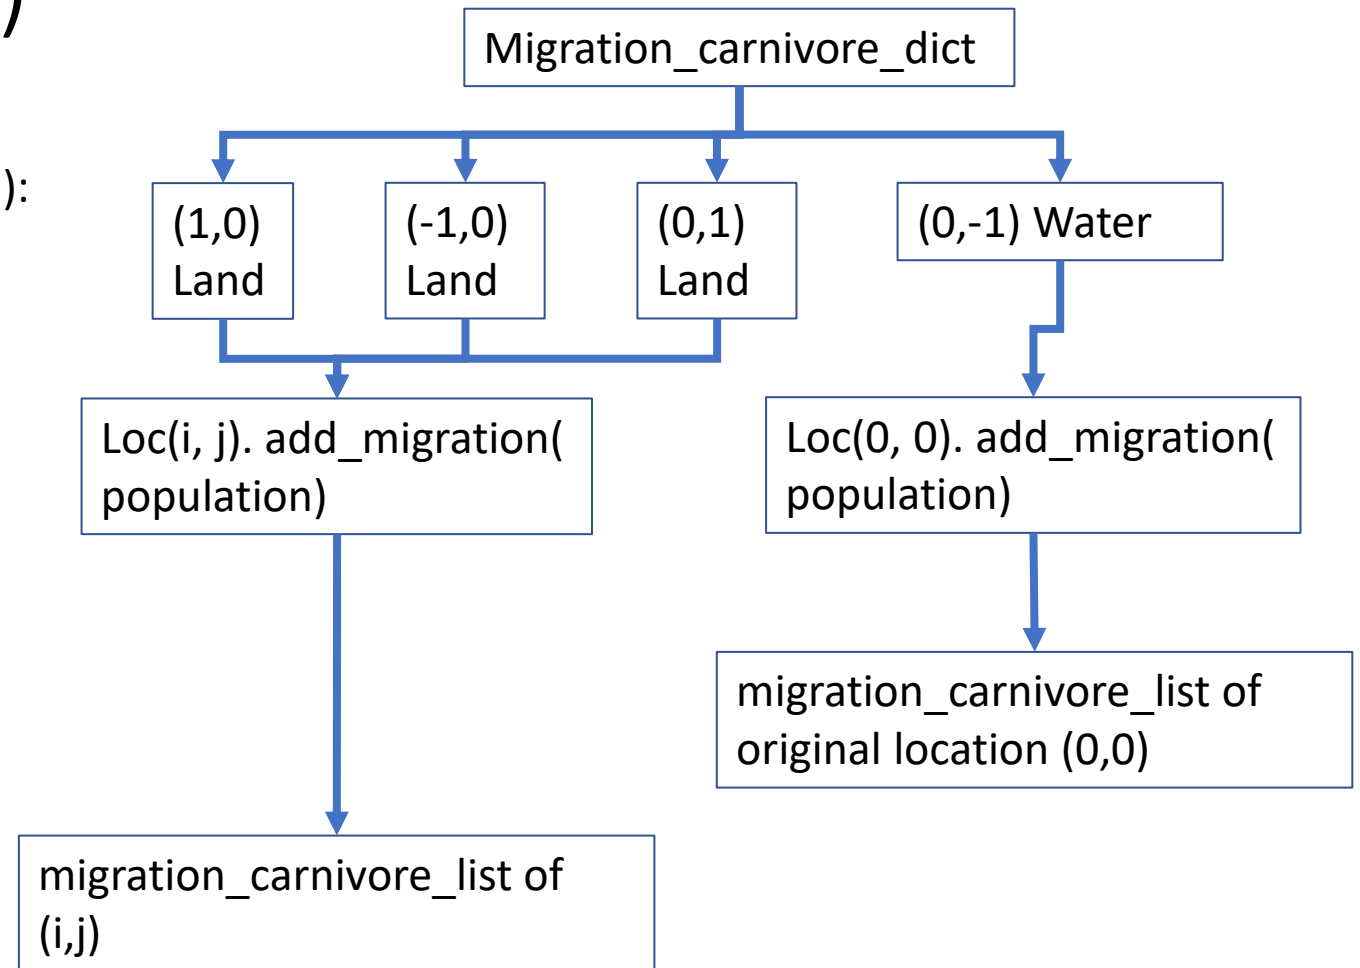 )
Migration_carnivore_dict
):
(1,0)
Land
(-1,0)
Land
(0,1)
Land
(0,-1) Water
Loc(i, j). add_migration(
population)
Loc(0, 0). add_migration(
population)
migration_carnivore_list of
original location (0,0)
migration_carnivore_list of
(i,j)